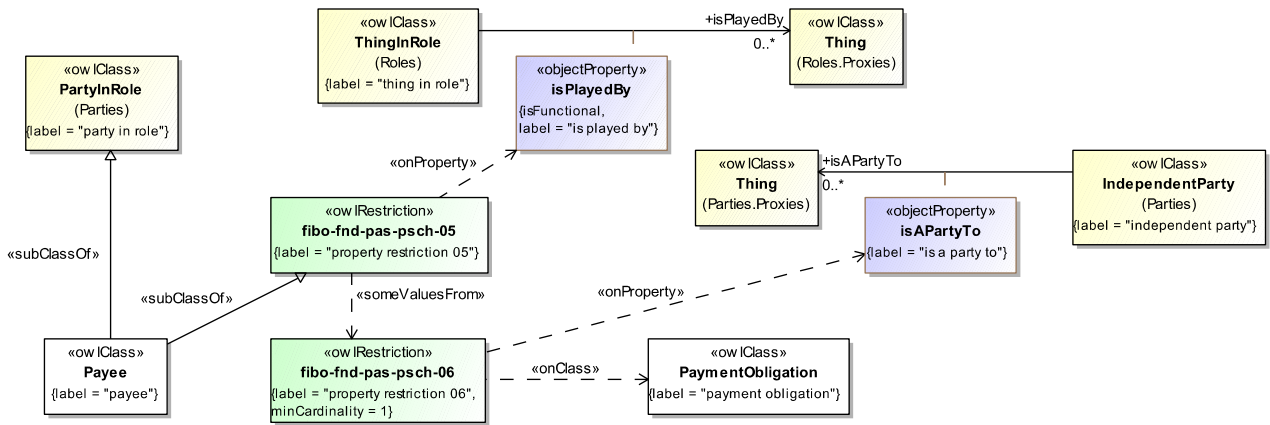 «owlClass»
ThingInRole
(Roles)
{label = "thing in role"}
+isPlayedBy
0..*
«owlClass»
Thing
(Roles.Proxies)
«owlClass»
PartyInRole
(Parties)
{label = "party in role"}
«objectProperty»
isPlayedBy
{isFunctional,
label = "is played by"}
«onProperty»
«owlClass»
Thing
(Parties.Proxies)
+isAPartyTo
0..*
«owlClass»
IndependentParty
(Parties)
{label = "independent party"}
«owlRestriction»
fibo-fnd-pas-psch-05
{label = "property restriction 05"}
«objectProperty»
isAPartyTo
{label = "is a party to"}
«subClassOf»
«subClassOf»
«someValuesFrom»
«onProperty»
«owlClass»
Payee
{label = "payee"}
«owlRestriction»
fibo-fnd-pas-psch-06
{label = "property restriction 06",
minCardinality = 1}
«onClass»
«owlClass»
PaymentObligation
{label = "payment obligation"}